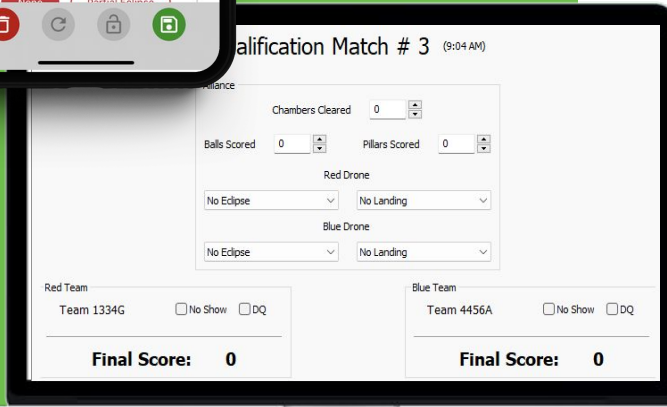 alification Match # 3 (9:04 AM)
Alliance
Chambers Cleared 0
Balls Scored 0 Pillars Scored 0
Red Drone
No Eclipse No Landing
Blue Drone
No Eclipse No Landing
Red Team Blue Team
Team 1334G No Show DQ Team 4456A No Show DQ
Final Score: 0 Final Score: 0